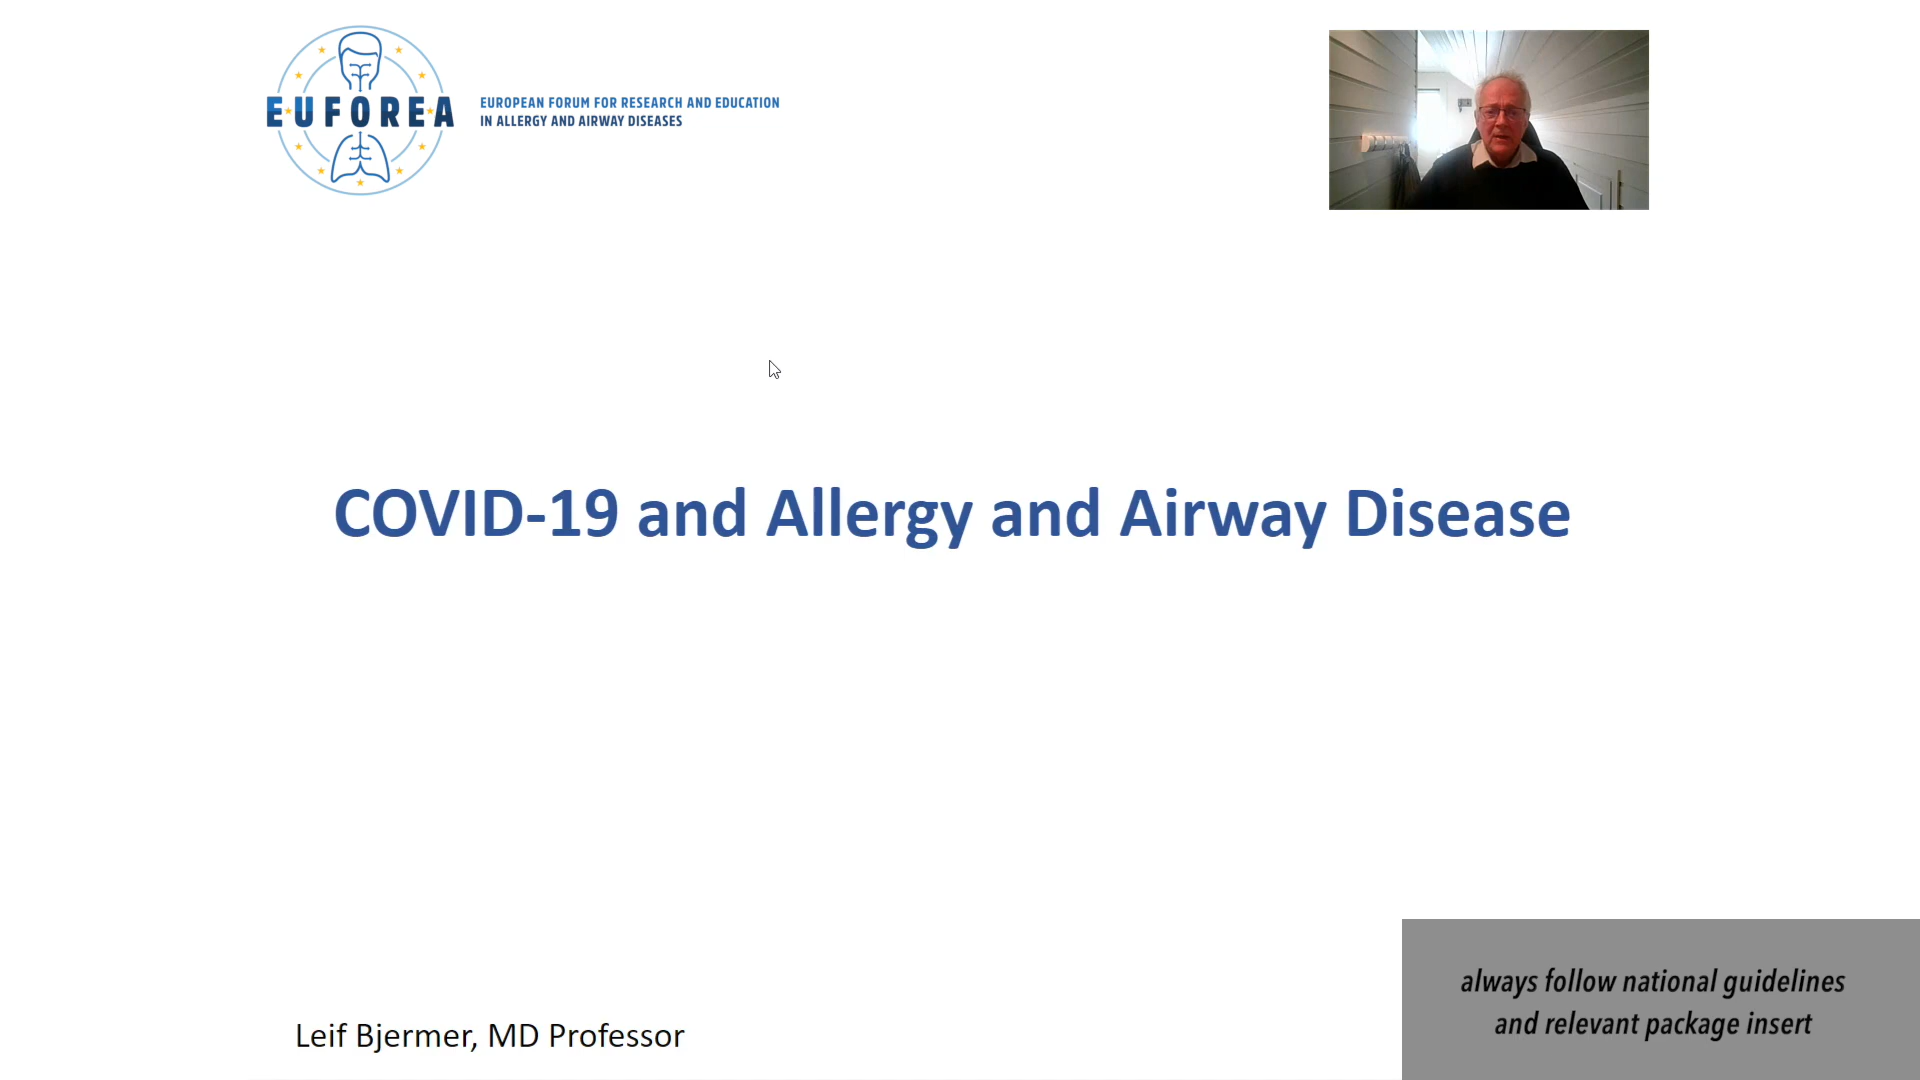 EUFOREA
EUROPEAN FORUM FOR RESEARCH AND EDUCATION
IN ALLERGY AND AIRWAY DISEASES
COVID-19 and Allergy and Airway Disease
Leif Bjermer, MD Professor
always follow national guidelines
and relevant package insert